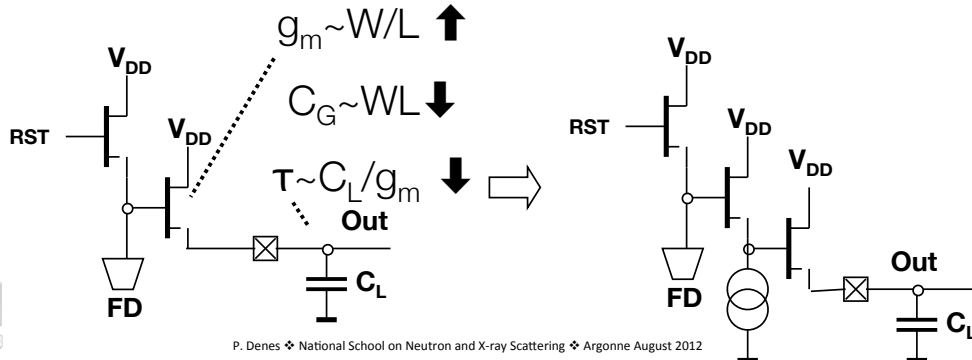 gm~W/L
VDD
CG~WL
RST
VDD
τ~CL/gm
Out
CL
FD
VDD
RST
VDD
VDD
Out
FD
CL
P. Denes ❖ National School on Neutron and X-ray Scattering ❖ Argonne August 2012